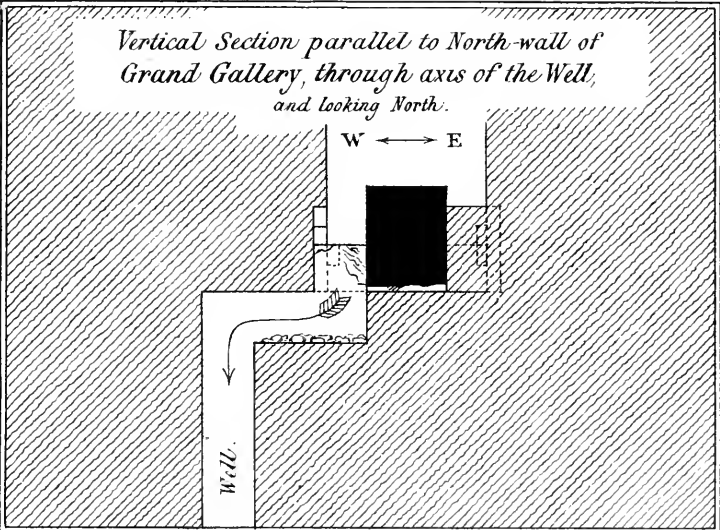 Vertical Section parallel to North-wall of
Grand Gallery, through axis of the Well,
and looking North.
W E
Well.